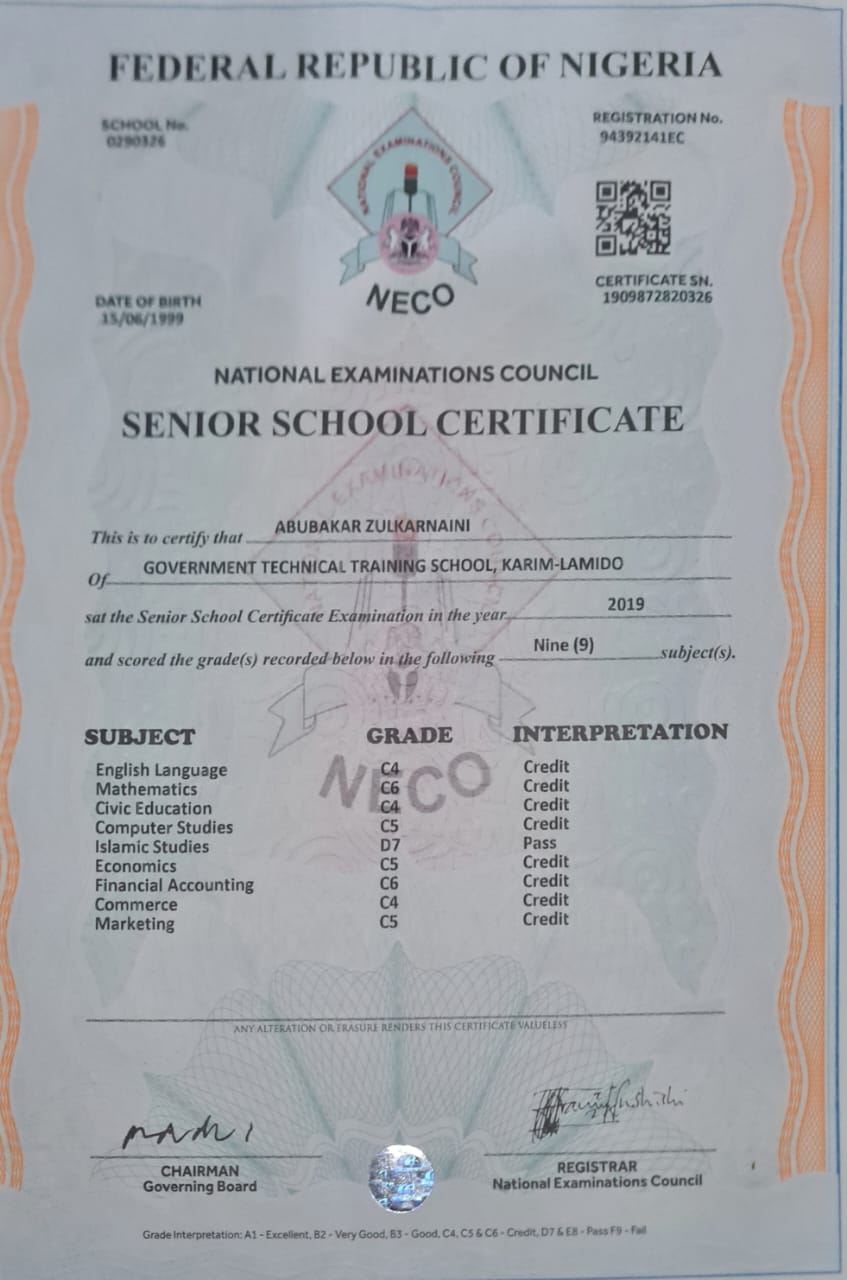 FEDERAL REPUBLIC OF NIGERIA
SCHOOL No.
0290326
REGISTRATION No.
94392141EC
NATIONAL EXAMINATIONS COUNCIL
NECO
CERTIFICATE SN.
1909872820326
DATE OF BIRTH
15/06/1999
NATIONAL EXAMINATIONS COUNCIL
SENIOR SCHOOL CERTIFICATE
This is to certify that ABUBAKAR ZULKARNAINI
Of GOVERNMENT TECHNICAL TRAINING SCHOOL, KARIM-LAMIDO
sat the Senior School Certificate Examination in the year 2019
and scored the grade(s) recorded below in the following Nine (9) subject(s).
SUBJECT GRADE INTERPRETATION
English Language C4 Credit
Mathematics C6 Credit
Civic Education C4 Credit
Computer Studies C5 Credit
Islamic Studies D7 Pass
Economics C5 Credit
Financial Accounting C6 Credit
Commerce C4 Credit
Marketing C5 Credit
NECO
ANY ALTERATION OR ERASURE RENDERS THIS CERTIFICATE VALUELESS
CHAIRMAN
Governing Board
REGISTRAR
National Examinations Council
Grade Interpretation: A1 - Excellent, B2 - Very Good, B3 - Good, C4, C5 & C6 - Credit, D7 & E8 - Pass F9 - Fail